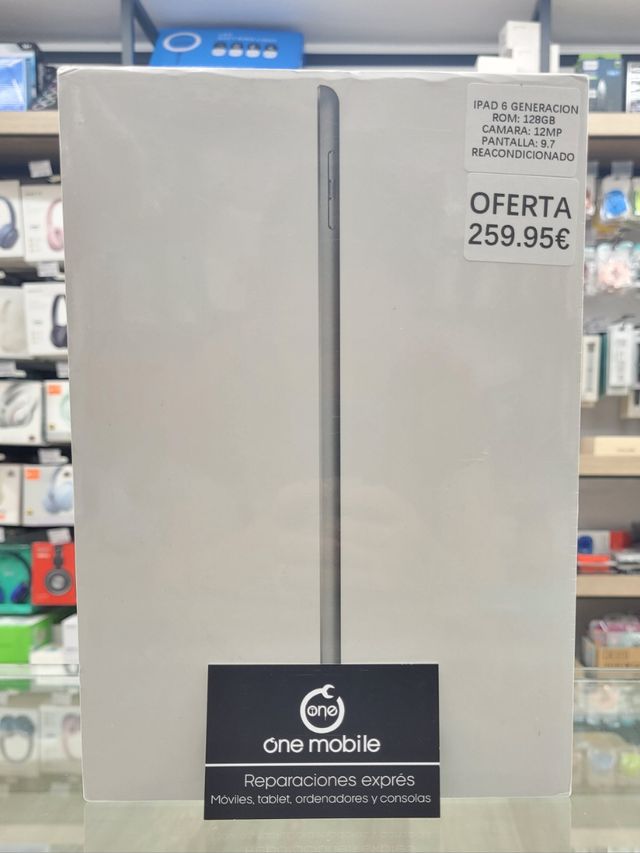 IPAD 6 GENERACION
ROM: 128GB
CAMARA: 12MP
PANTALLA: 9.7
REACONDICIONADO
OFERTA
259.95€
one
óne mobile
Reparaciones exprés
Móviles, tablet, ordenadores y consolas